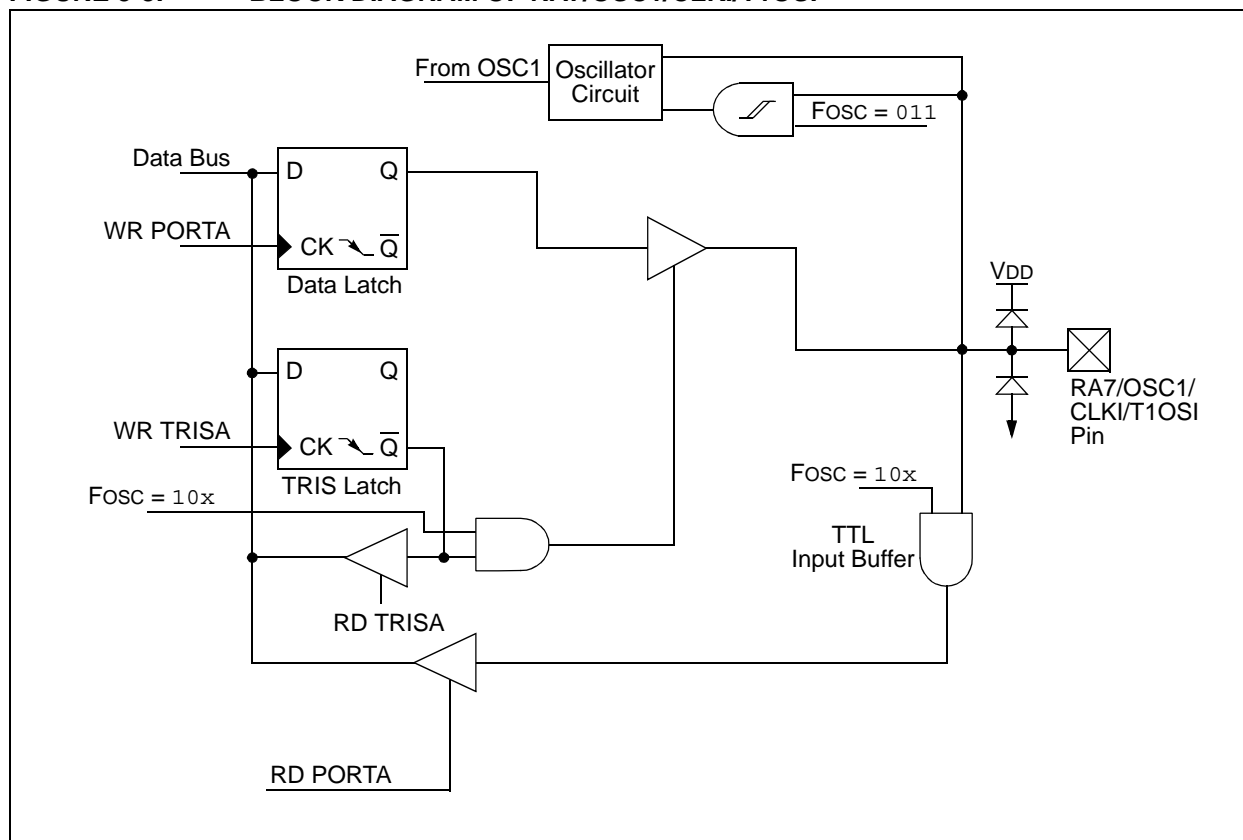 From OSC1
Oscillator
Circuit
FOSC = 011
Data Bus
D
Q
WR PORTA
CK
Q̅
Data Latch
VDD
D
Q
RA7/OSC1/
CLKI/T1OSI
Pin
WR TRISA
CK
Q̅
TRIS Latch
FOSC = 10x
FOSC = 10x
TTL
Input Buffer
RD TRISA
RD PORTA